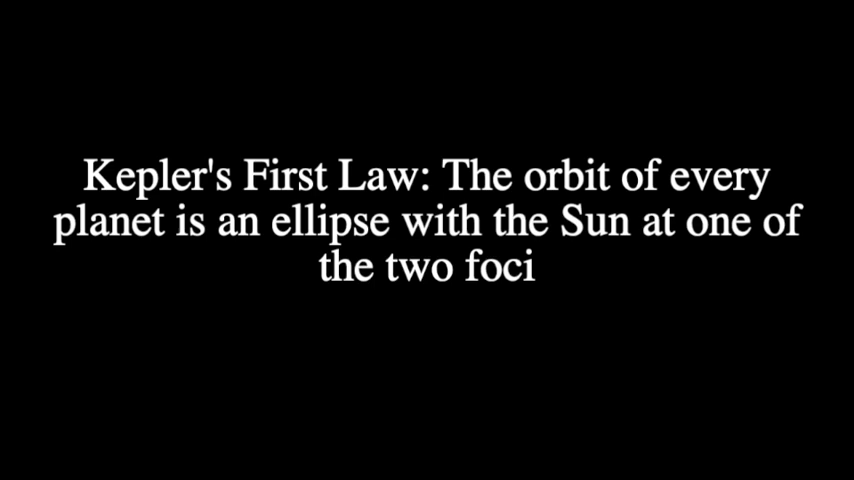 Kepler's First Law: The orbit of every
planet is an ellipse with the Sun at one of
the two foci